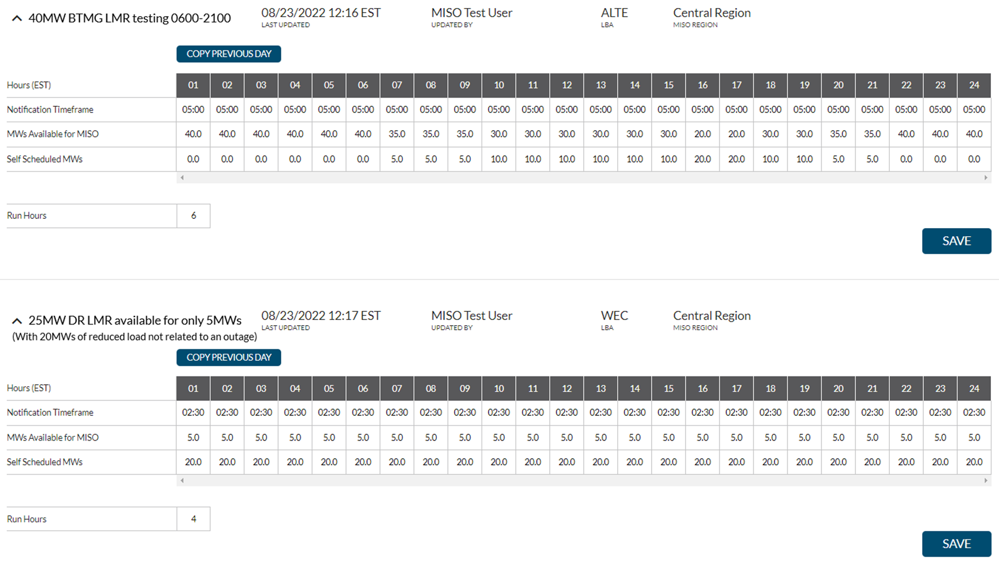 40MW BTMG LMR testing 0600-2100 08/23/2022 12:16 EST MISO Test User ALTE Central Region
LAST UPDATED UPDATED BY LBA MISO REGION
COPY PREVIOUS DAY
Hours (EST) 01 02 03 04 05 06 07 08 09 10 11 12 13 14 15 16 17 18 19 20 21 22 23 24
Notification Timeframe 05:00 05:00 05:00 05:00 05:00 05:00 05:00 05:00 05:00 05:00 05:00 05:00 05:00 05:00 05:00 05:00 05:00 05:00 05:00 05:00 05:00 05:00 05:00 05:00
MWs Available for MISO 40.0 40.0 40.0 40.0 40.0 40.0 35.0 35.0 35.0 30.0 30.0 30.0 30.0 30.0 30.0 20.0 20.0 30.0 30.0 35.0 35.0 40.0 40.0 40.0
Self Scheduled MWs 0.0 0.0 0.0 0.0 0.0 0.0 5.0 5.0 5.0 10.0 10.0 10.0 10.0 10.0 10.0 20.0 20.0 10.0 10.0 5.0 5.0 0.0 0.0 0.0
Run Hours 6
SAVE
25MW DR LMR available for only 5MWs 08/23/2022 12:17 EST MISO Test User WEC Central Region
LAST UPDATED UPDATED BY LBA MISO REGION
(With 20MWs of reduced load not related to an outage)
COPY PREVIOUS DAY
Hours (EST) 01 02 03 04 05 06 07 08 09 10 11 12 13 14 15 16 17 18 19 20 21 22 23 24
Notification Timeframe 02:30 02:30 02:30 02:30 02:30 02:30 02:30 02:30 02:30 02:30 02:30 02:30 02:30 02:30 02:30 02:30 02:30 02:30 02:30 02:30 02:30 02:30 02:30 02:30
MWs Available for MISO 5.0 5.0 5.0 5.0 5.0 5.0 5.0 5.0 5.0 5.0 5.0 5.0 5.0 5.0 5.0 5.0 5.0 5.0 5.0 5.0 5.0 5.0 5.0 5.0
Self Scheduled MWs 20.0 20.0 20.0 20.0 20.0 20.0 20.0 20.0 20.0 20.0 20.0 20.0 20.0 20.0 20.0 20.0 20.0 20.0 20.0 20.0 20.0 20.0 20.0 20.0
Run Hours 4
SAVE